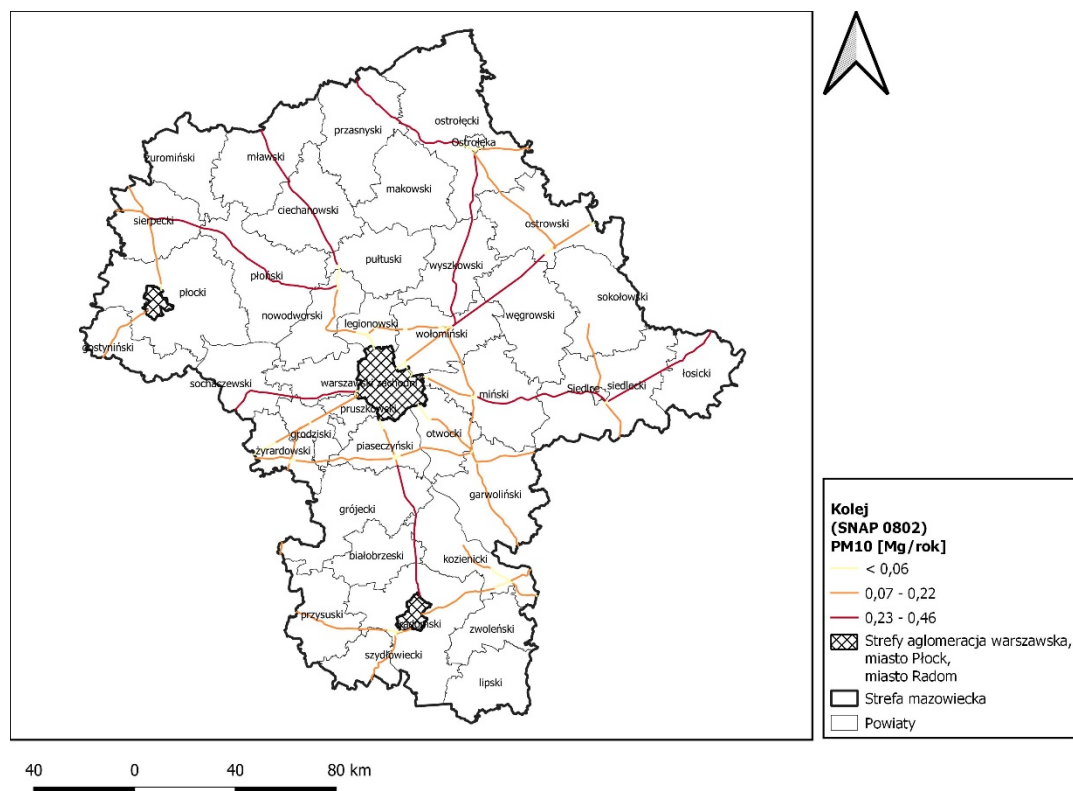 ostrołęcki
przasnyski
Ostrołęka
żuromiński
mławski
makowski
ciechanowski
sierpecki
ostrowski
pułtuski
wyszkowski
płoński
płocki
sokołowski
węgrowski
nowodworski
legionowski
wołomiński
gostyniński
sochaczewski
warszawski zachodni
łosicki
Siedlce
siedlecki
miński
pruszkowski
grodziski
otwocki
żyrardowski
piaseczyński
garwoliński
grójecki
białobrzeski
kozienicki
przysuski
radomski
zwoleński
szydłowiecki
lipski
Kolej
(SNAP 0802)
PM10 [Mg/rok]
< 0,06
0,07 - 0,22
0,23 - 0,46
Strefy aglomeracja warszawska,
miasto Płock,
miasto Radom
Strefa mazowiecka
Powiaty
40 0 40 80 km